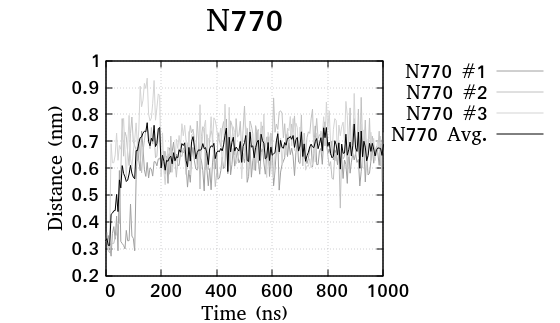 N770
1
0.9
0.8
0.7
0.6
0.5
0.4
0.3
0.2
Distance (nm)
0 200 400 600 800 1000
Time (ns)
N770 #1
N770 #2
N770 #3
N770 Avg.